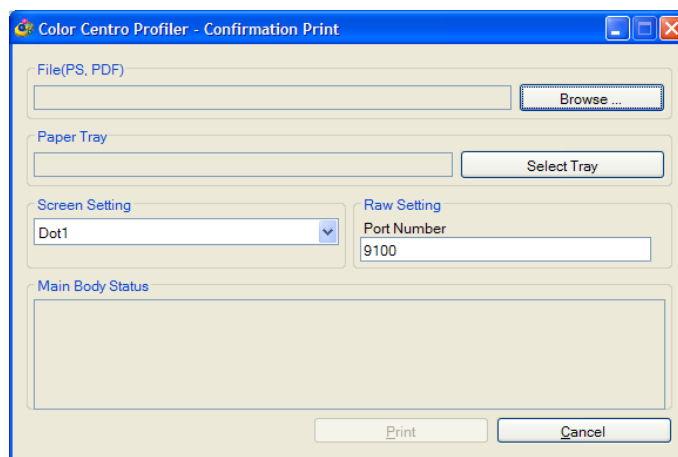 Color Centro Profiler - Confirmation Print
File(PS, PDF)
Browse ...
Paper Tray
Select Tray
Screen Setting
Dot1
Raw Setting
Port Number
9100
Main Body Status
Print
Cancel